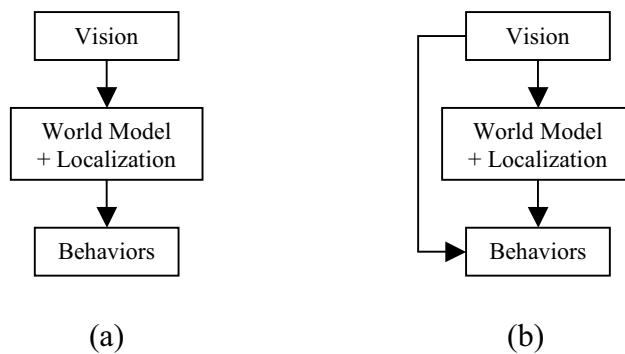 Vision
World Model
+ Localization
Behaviors
(a)
Vision
World Model
+ Localization
Behaviors
(b)